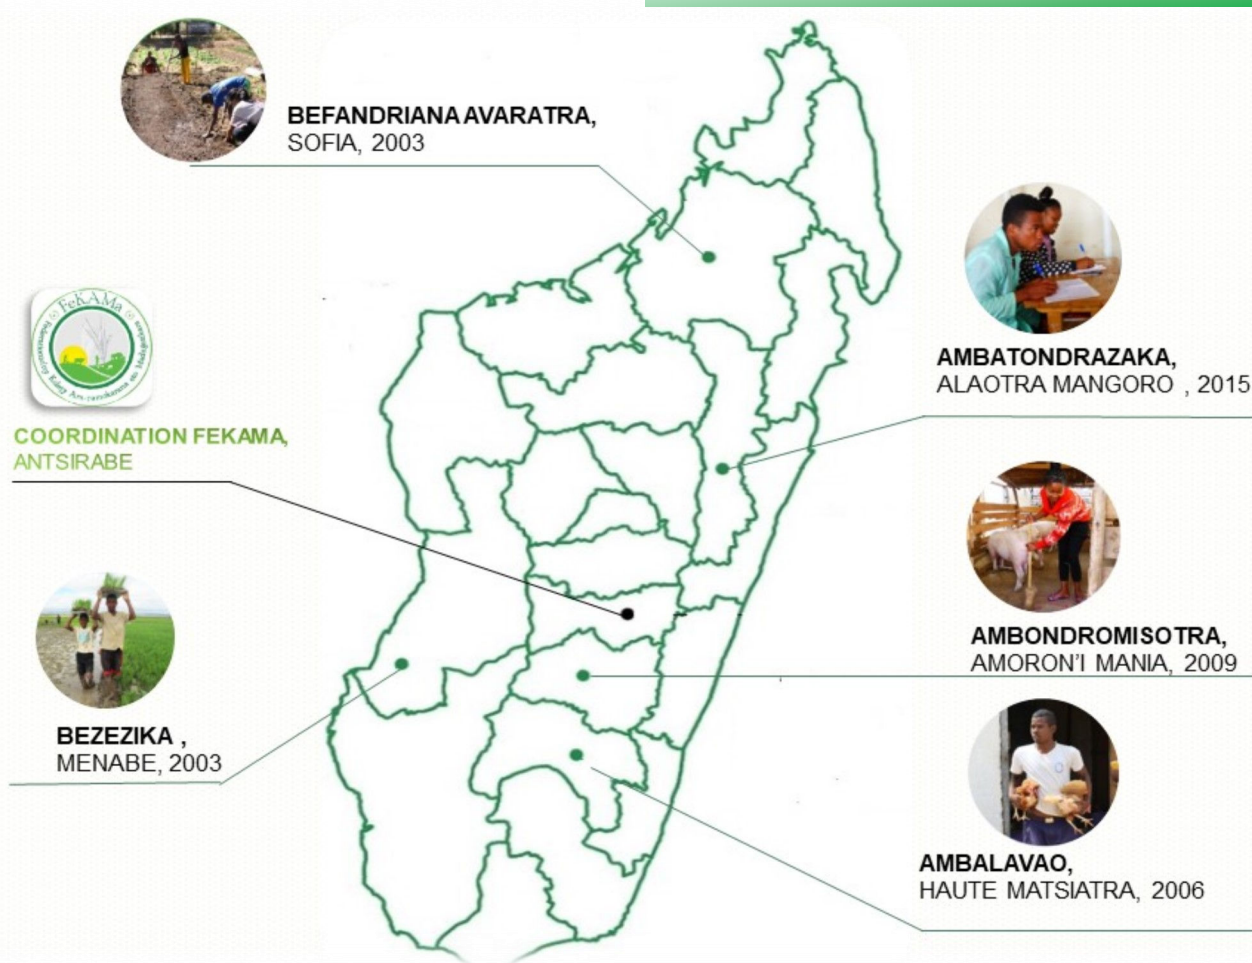 BEFANDRIANA AVARATRA,
SOFIA, 2003
AMBATONDRAZAKA,
ALAOTRA MANGORO , 2015
FeKAMa
COORDINATION FEKAMA,
ANTSIRABE
AMBONDROMISOTRA,
AMORON'I MANIA, 2009
BEZEZIKA ,
MENABE, 2003
AMBALAVAO,
HAUTE MATSIATRA, 2006